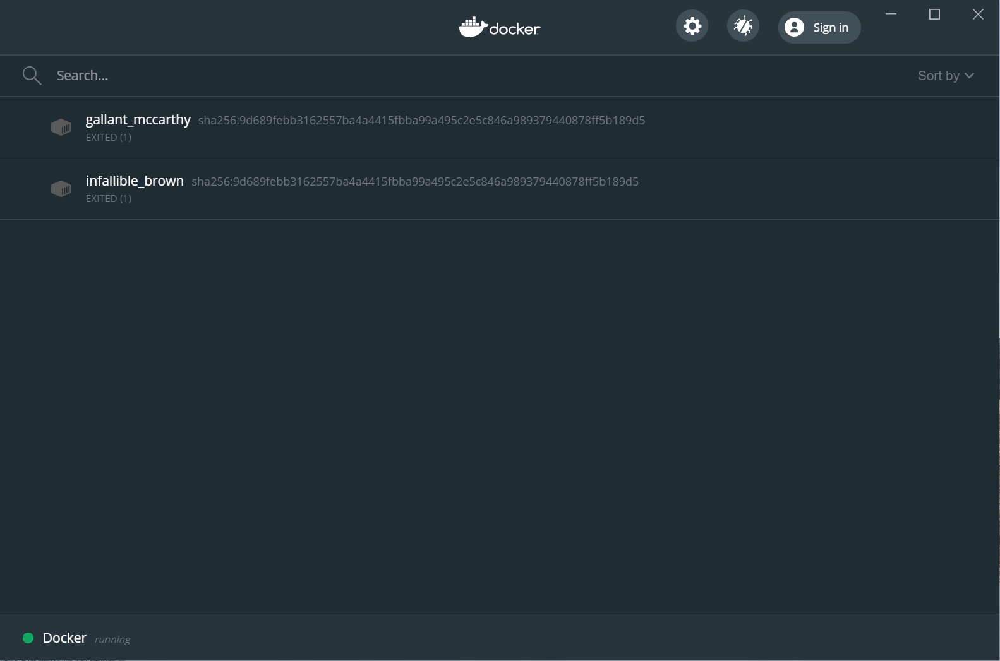 docker
Sign in
Search...
Sort by
gallant_mccarthy sha256:9d689febb3162557ba4a4415fbba99a495c2e5c846a989379440878ff5b189d5
EXITED (1)
infallible_brown sha256:9d689febb3162557ba4a4415fbba99a495c2e5c846a989379440878ff5b189d5
EXITED (1)
Docker running